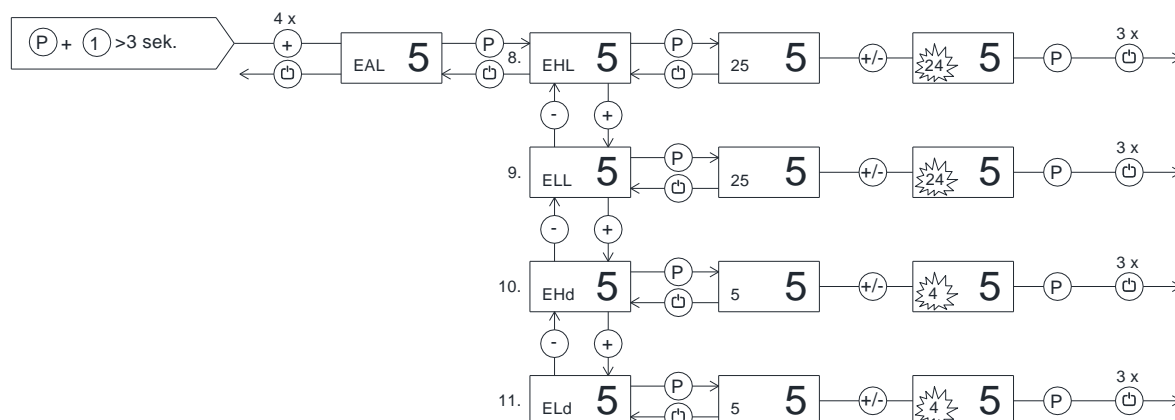 4 x
P + 1 >3 sek.
+
EAL 5
P
8. EHL 5
P
25 5
+/-
24 5
P
3 x
- +
9. ELL 5
P
25 5
+/-
24 5
P
3 x
- +
10. EHd 5
P
5 5
+/-
4 5
P
3 x
- +
11. ELd 5
P
5 5
+/-
4 5
P
3 x